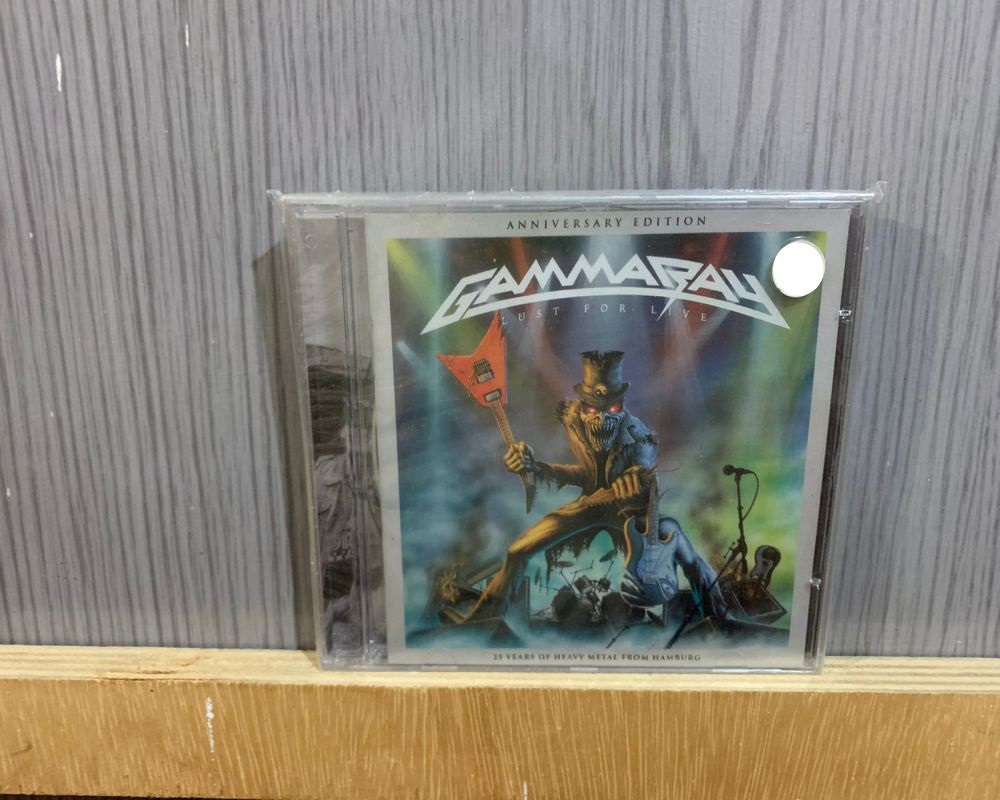 ANNIVERSARY EDITION
GAMMARAY
LUST FOR LIVE
25 YEARS OF HEAVY METAL FROM HAMBURG